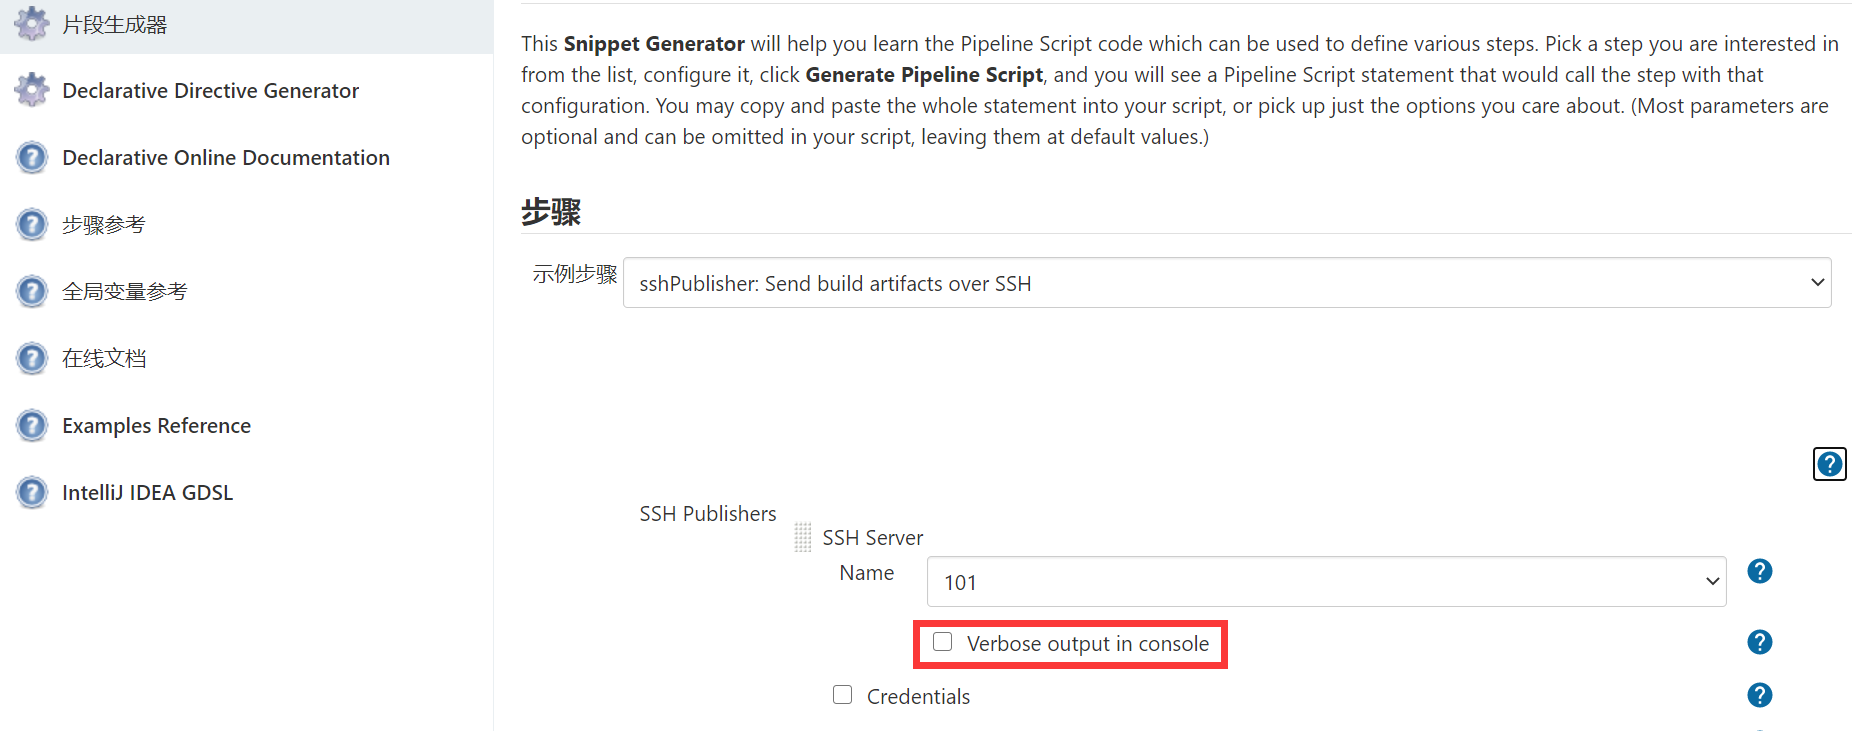 片段生成器
Declarative Directive Generator
Declarative Online Documentation
步骤参考
全局变量参考
在线文档
Examples Reference
IntelliJ IDEA GDSL
This Snippet Generator will help you learn the Pipeline Script code which can be used to define various steps. Pick a step you are interested in
from the list, configure it, click Generate Pipeline Script, and you will see a Pipeline Script statement that would call the step with that
configuration. You may copy and paste the whole statement into your script, or pick up just the options you care about. (Most parameters are
optional and can be omitted in your script, leaving them at default values.)
步骤
示例步骤
sshPublisher: Send build artifacts over SSH
SSH Publishers
SSH Server
Name
101
Verbose output in console
Credentials